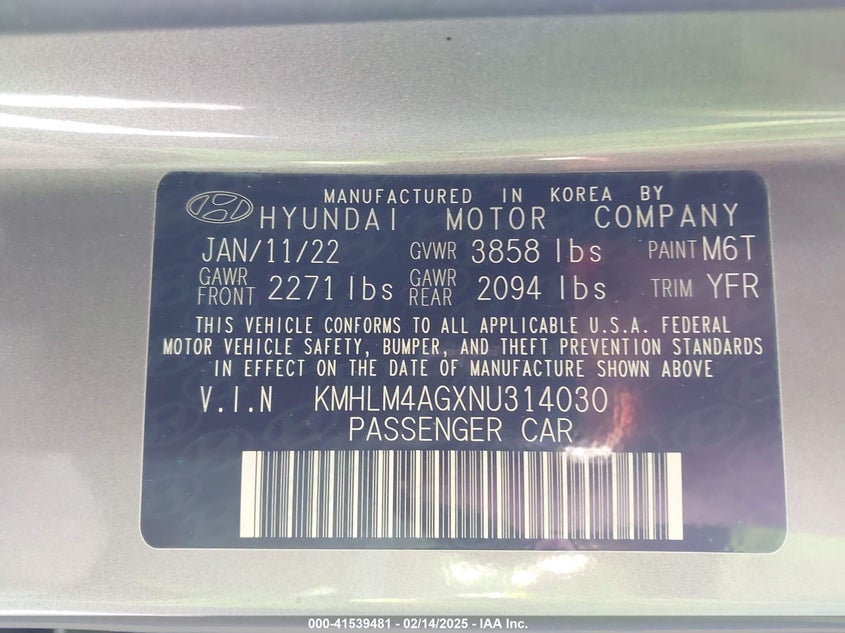 MANUFACTURED IN KOREA BY
HYUNDAI MOTOR COMPANY
JAN/11/22 GVWR 3858 lbs PAINT M6T
GAWR FRONT 2271 lbs GAWR REAR 2094 lbs TRIM YFR
THIS VEHICLE CONFORMS TO ALL APPLICABLE U.S.A. FEDERAL
MOTOR VEHICLE SAFETY, BUMPER, AND THEFT PREVENTION STANDARDS
IN EFFECT ON THE DATE OF MANUFACTURE SHOWN ABOVE
V.I.N KMHLM4AGXNU314030
PASSENGER CAR
000-41539481 - 02/14/2025 - IAA Inc.